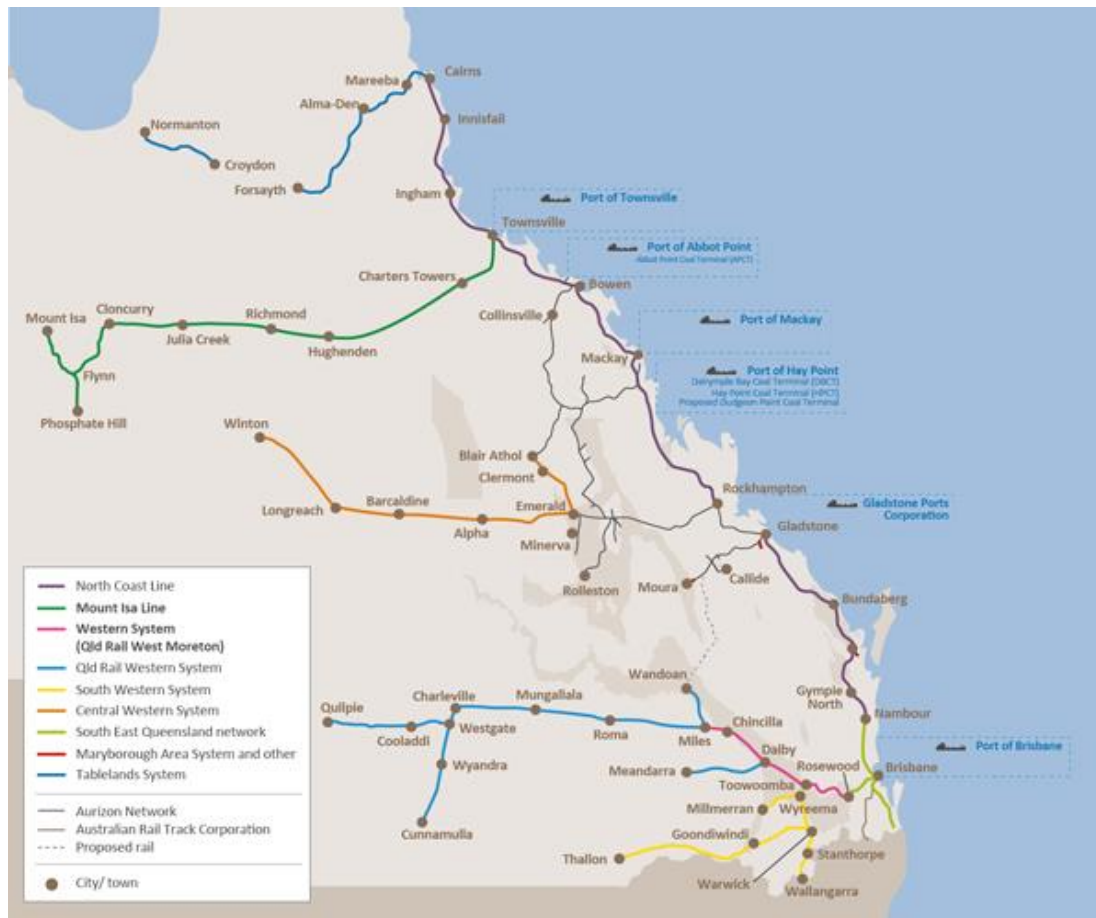 Cairns
Mareeba
Alma-Den
Innisfail
Normanton
Croydon
Forsayth
Ingham
Port of Townsville
Townsville
Port of Abbot Point
Abbot Point Coal Terminal (APCT)
Charters Towers
Bowen
Cloncurry
Mount Isa
Richmond
Collinsville
Port of Mackay
Julia Creek
Hughenden
Mackay
Flynn
Port of Hay Point
Dalrymple Bay Coal Terminal (DBCT)
Hay Point Coal Terminal (HPCT)
Proposed Dudgeon Point Coal Terminal
Phosphate Hill
Winton
Blair Athol
Clermont
Rockhampton
Barcaldine
Emerald
Gladstone Ports
Corporation
Longreach
Alpha
Gladstone
Minerva
Rolleston
Moura
Callide
Bundaberg
North Coast Line
Mount Isa Line
Western System
(Qld Rail West Moreton)
Qld Rail Western System
South Western System
Central Western System
South East Queensland network
Maryborough Area System and other
Tablelands System
Aurizon Network
Australian Rail Track Corporation
Proposed rail
City/ town
Wandoan
Gympie
North
Charleville
Mungallala
Quilpie
Nambour
Chincilla
Westgate
Cooladdi
Roma
Miles
Dalby
Port of Brisbane
Rosewood
Wyandra
Meandarra
Brisbane
Toowoomba
Millmerran
Wyreema
Cunnamulla
Goondiwindi
Thallon
Stanthorpe
Warwick
Wallangarra